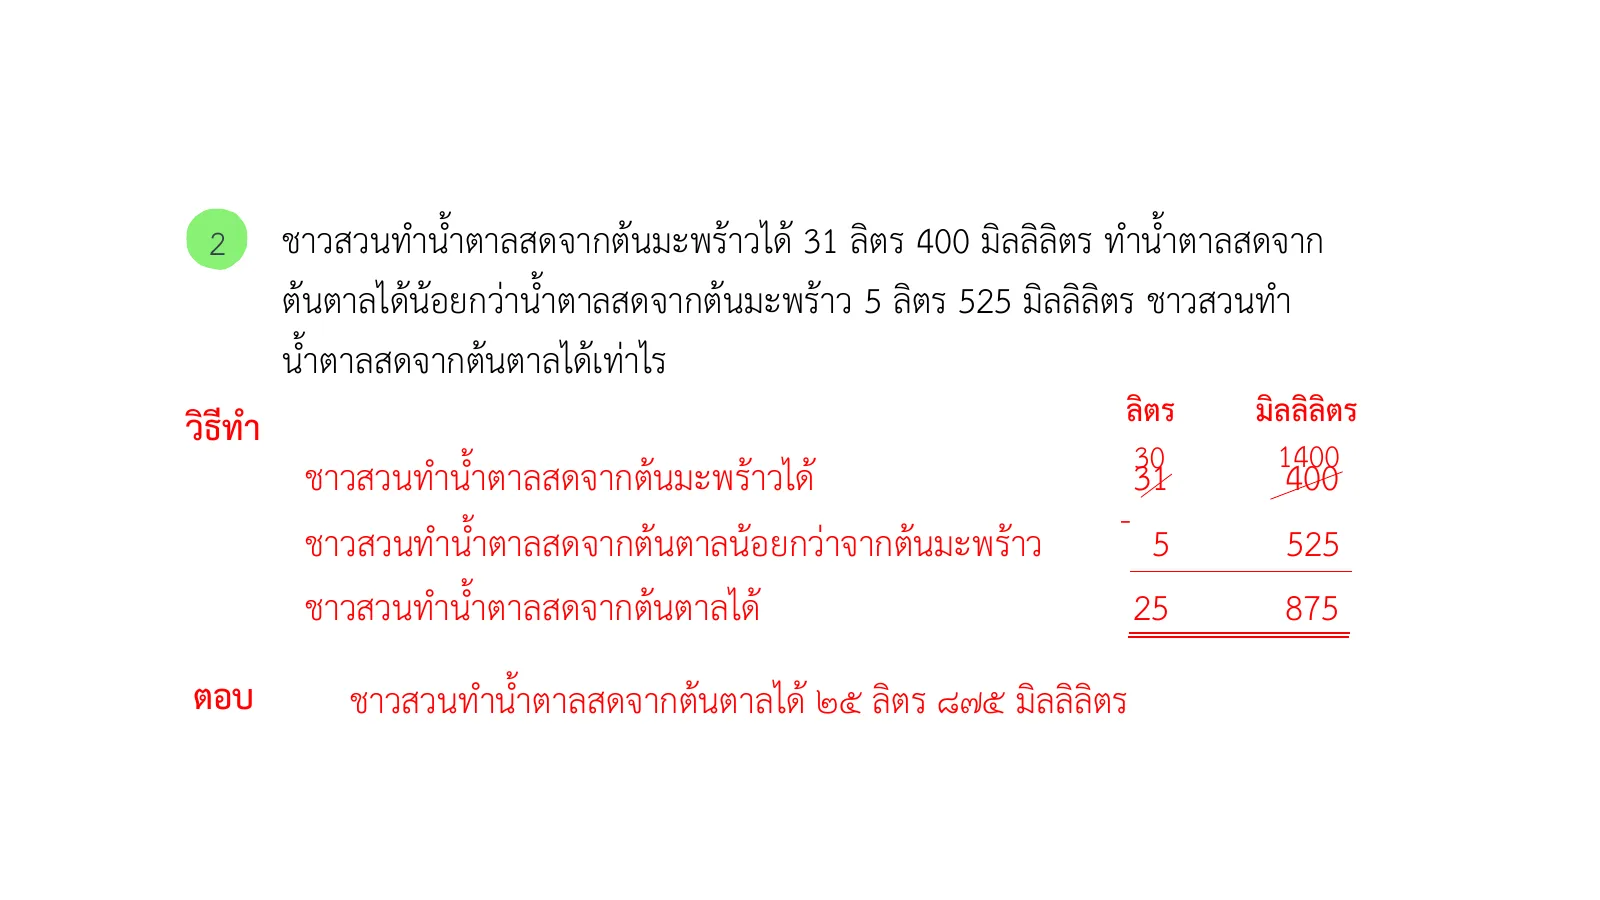 2 ชาวสวนทำน้ำตาลสดจากต้นมะพร้าวได้ 31 ลิตร 400 มิลลิลิตร ทำน้ำตาลสดจาก
ต้นตาลได้น้อยกว่าน้ำตาลสดจากต้นมะพร้าว 5 ลิตร 525 มิลลิลิตร ชาวสวนทำ
น้ำตาลสดจากต้นตาลได้เท่าไร
ลิตร มิลลิลิตร
วิธีทำ
30 1400
ชาวสวนทำน้ำตาลสดจากต้นมะพร้าวได้ 31 400
-
ชาวสวนทำน้ำตาลสดจากต้นตาลน้อยกว่าจากต้นมะพร้าว 5 525
ชาวสวนทำน้ำตาลสดจากต้นตาลได้ 25 875
ตอบ ชาวสวนทำน้ำตาลสดจากต้นตาลได้ ๒๕ ลิตร ๘๗๕ มิลลิลิตร